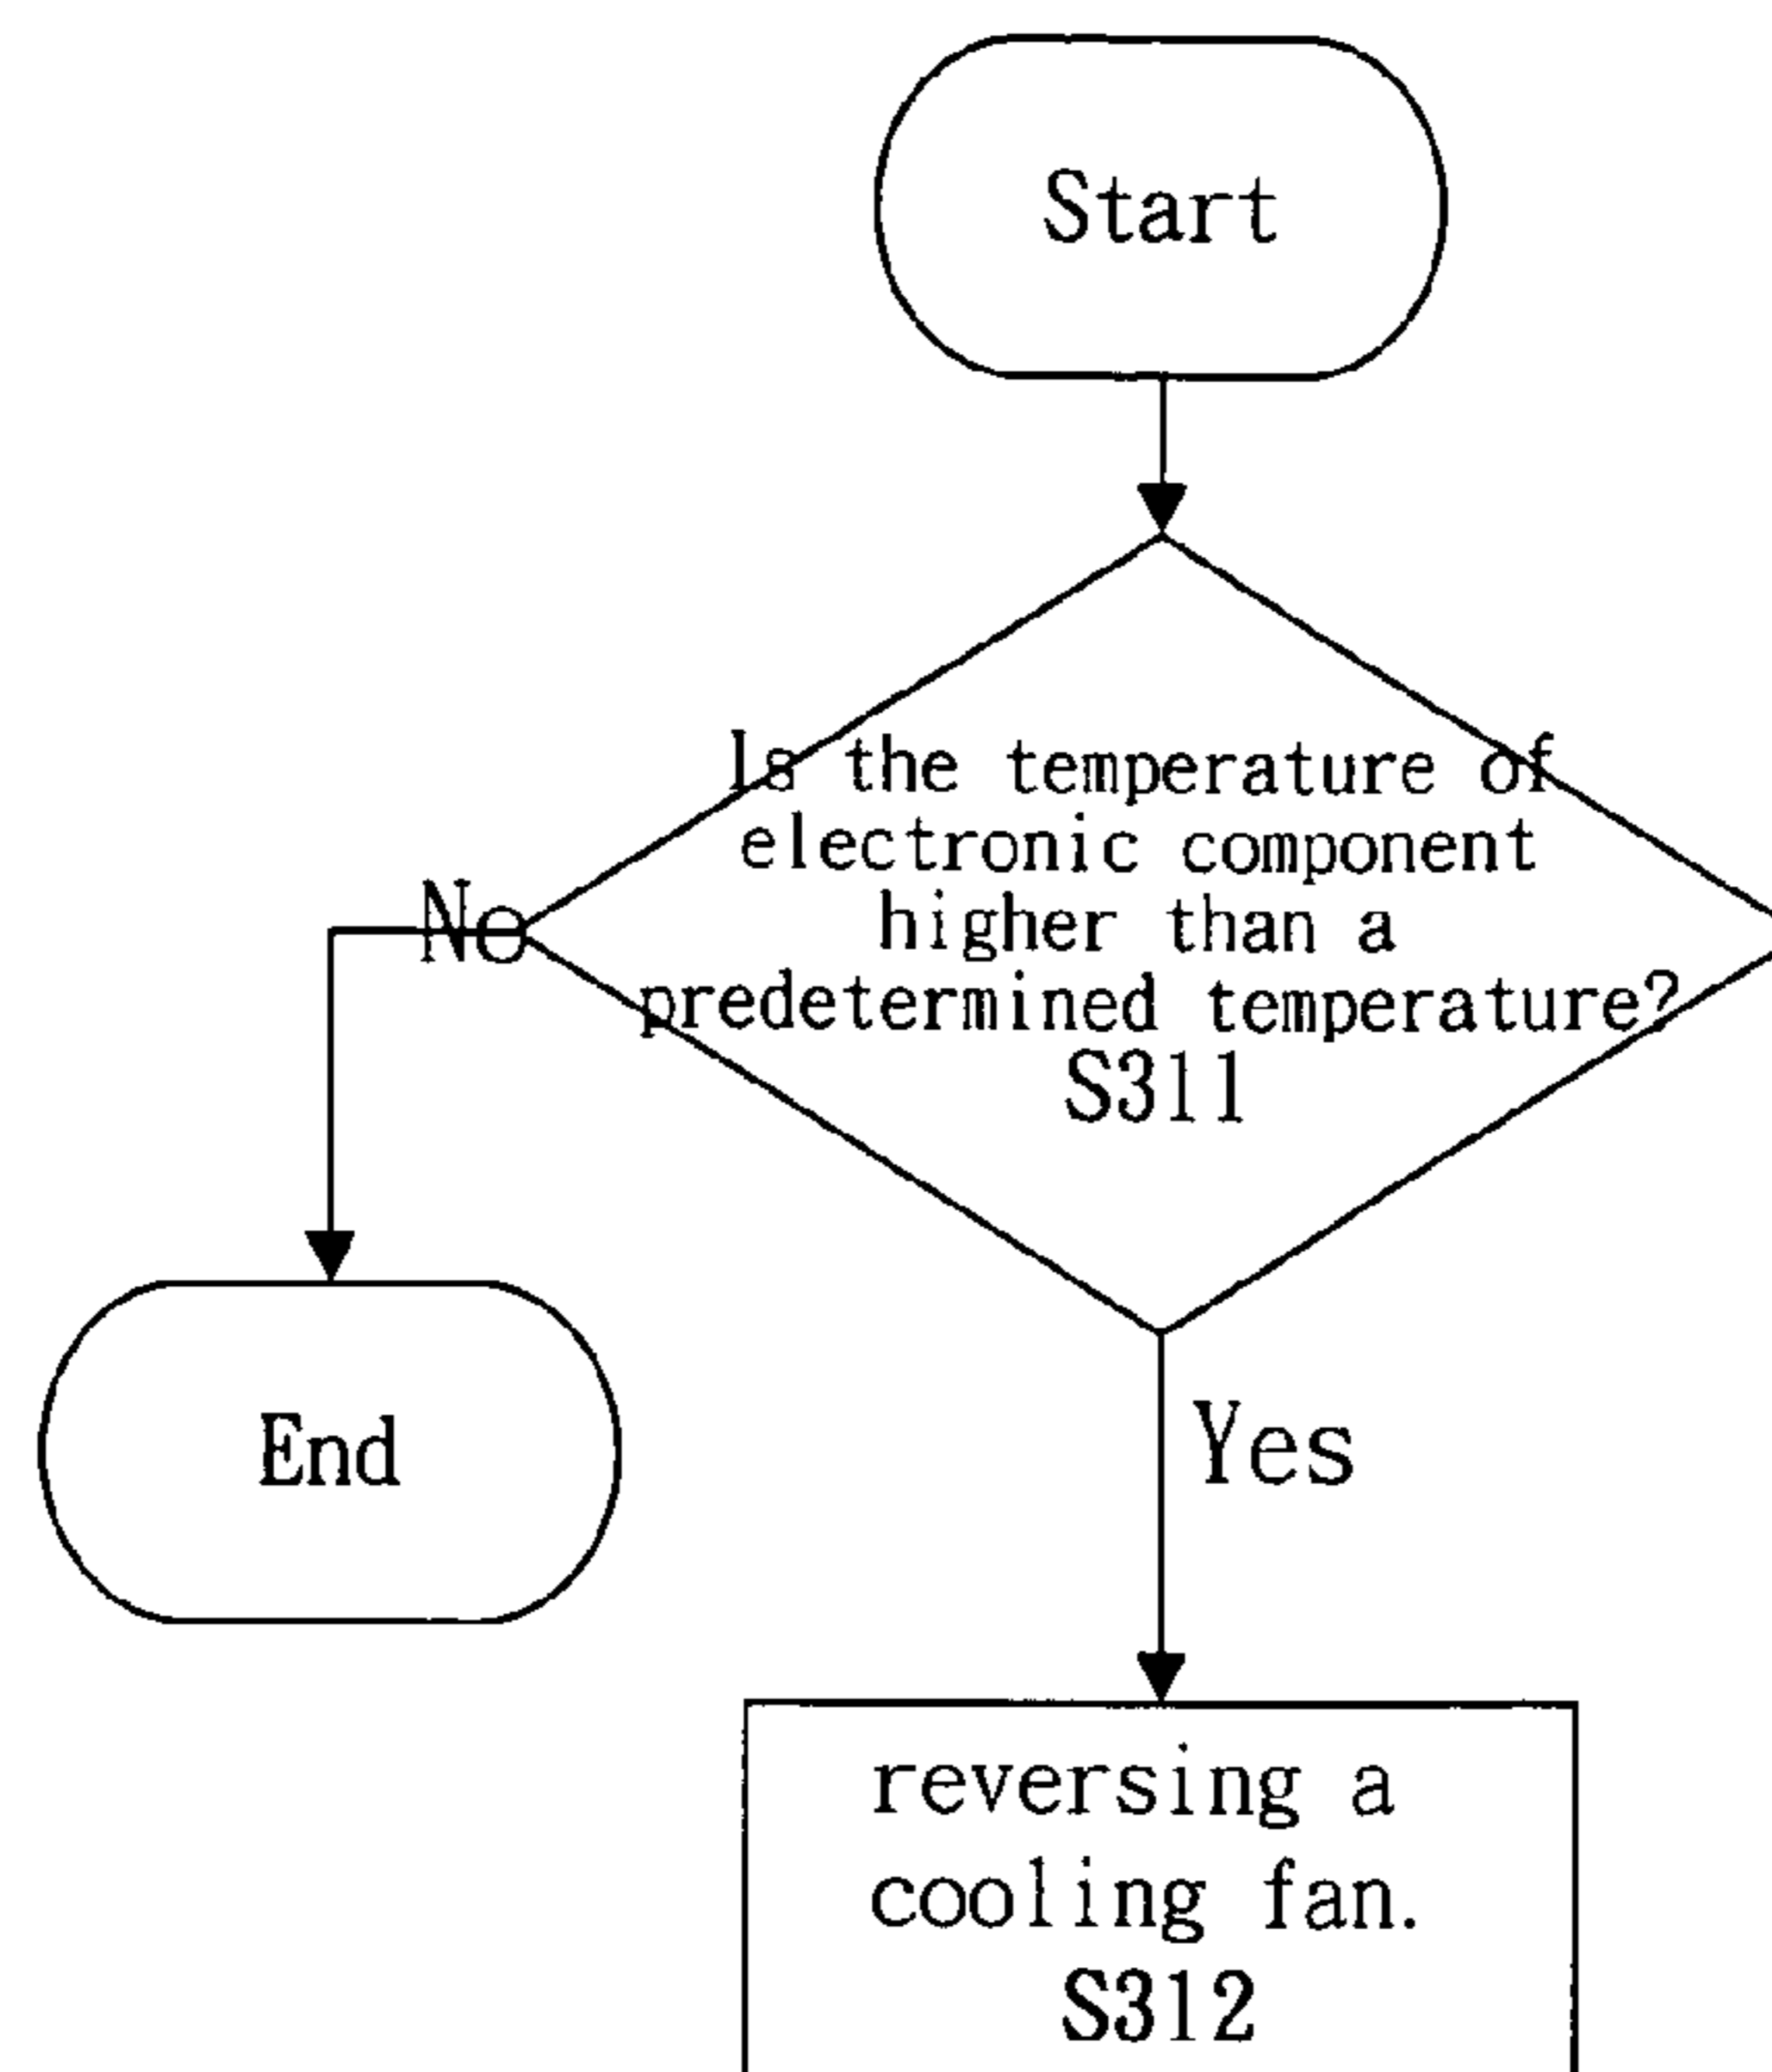 Start
Is the temperature of
electronic component
higher than a
predetermined temperature?
S311
No
End
Yes
reversing a
cooling fan.
S312